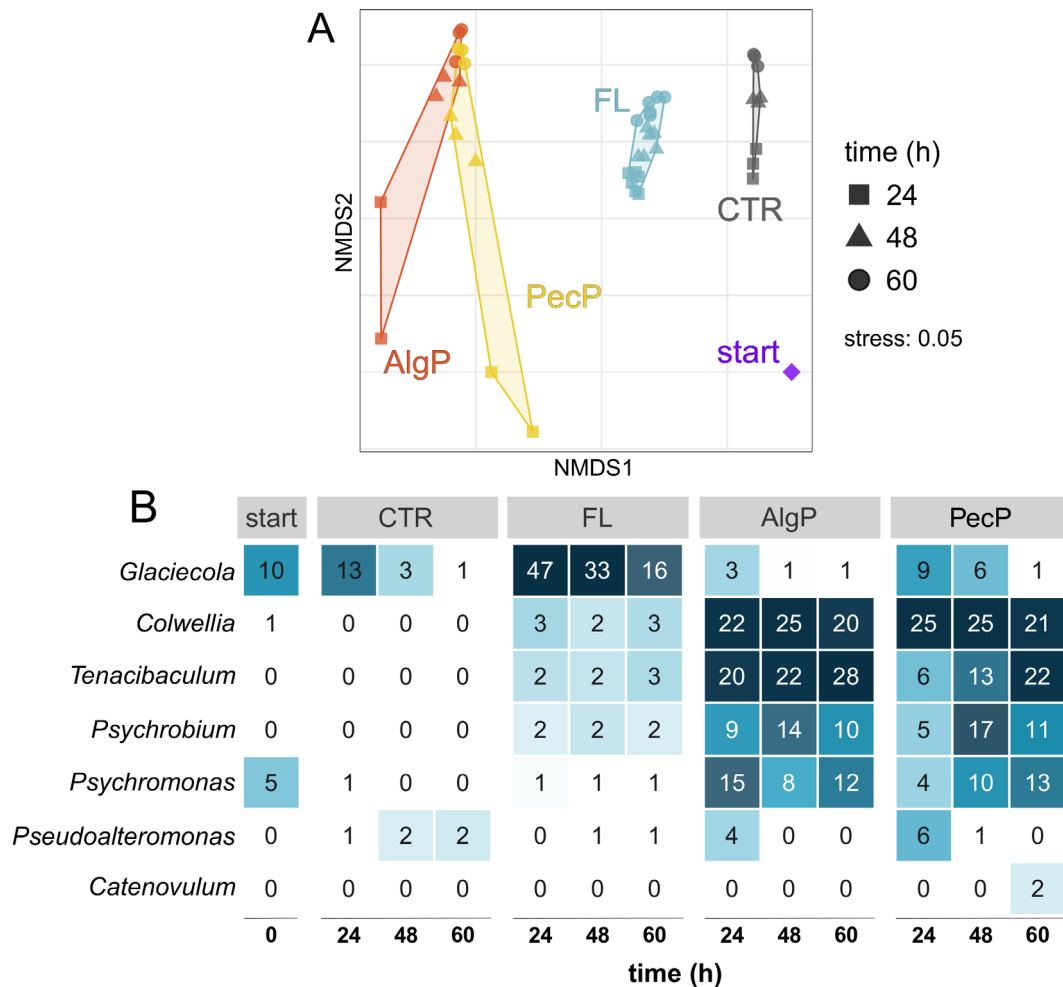 A
FL
CTR
PecP
AlgP
start
NMDS2
NMDS1
time (h)
24
48
60
stress: 0.05
B
start CTR FL AlgP PecP
Glaciecola 10 13 3 1 47 33 16 3 1 1 9 6 1
Colwellia 1 0 0 0 3 2 3 22 25 20 25 25 21
Tenacibaculum 0 0 0 0 2 2 3 20 22 28 6 13 22
Psychrobium 0 0 0 0 2 2 2 9 14 10 5 17 11
Psychromonas 5 1 0 0 1 1 1 15 8 12 4 10 13
Pseudoalteromonas 0 1 2 2 0 1 1 4 0 0 6 1 0
Catenovulum 0 0 0 0 0 0 0 0 0 0 0 0 2
0 24 48 60 24 48 60 24 48 60 24 48 60
time (h)